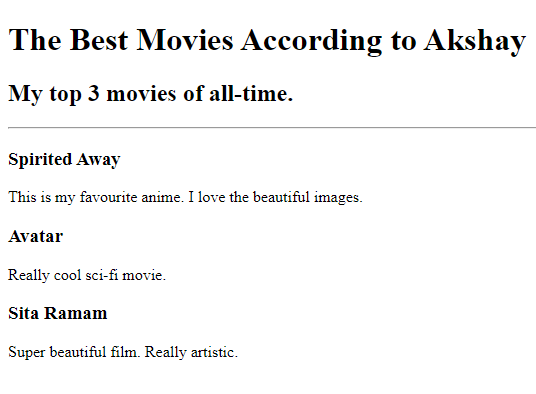 The Best Movies According to Akshay
My top 3 movies of all-time.
Spirited Away
This is my favourite anime. I love the beautiful images.
Avatar
Really cool sci-fi movie.
Sita Ramam
Super beautiful film. Really artistic.